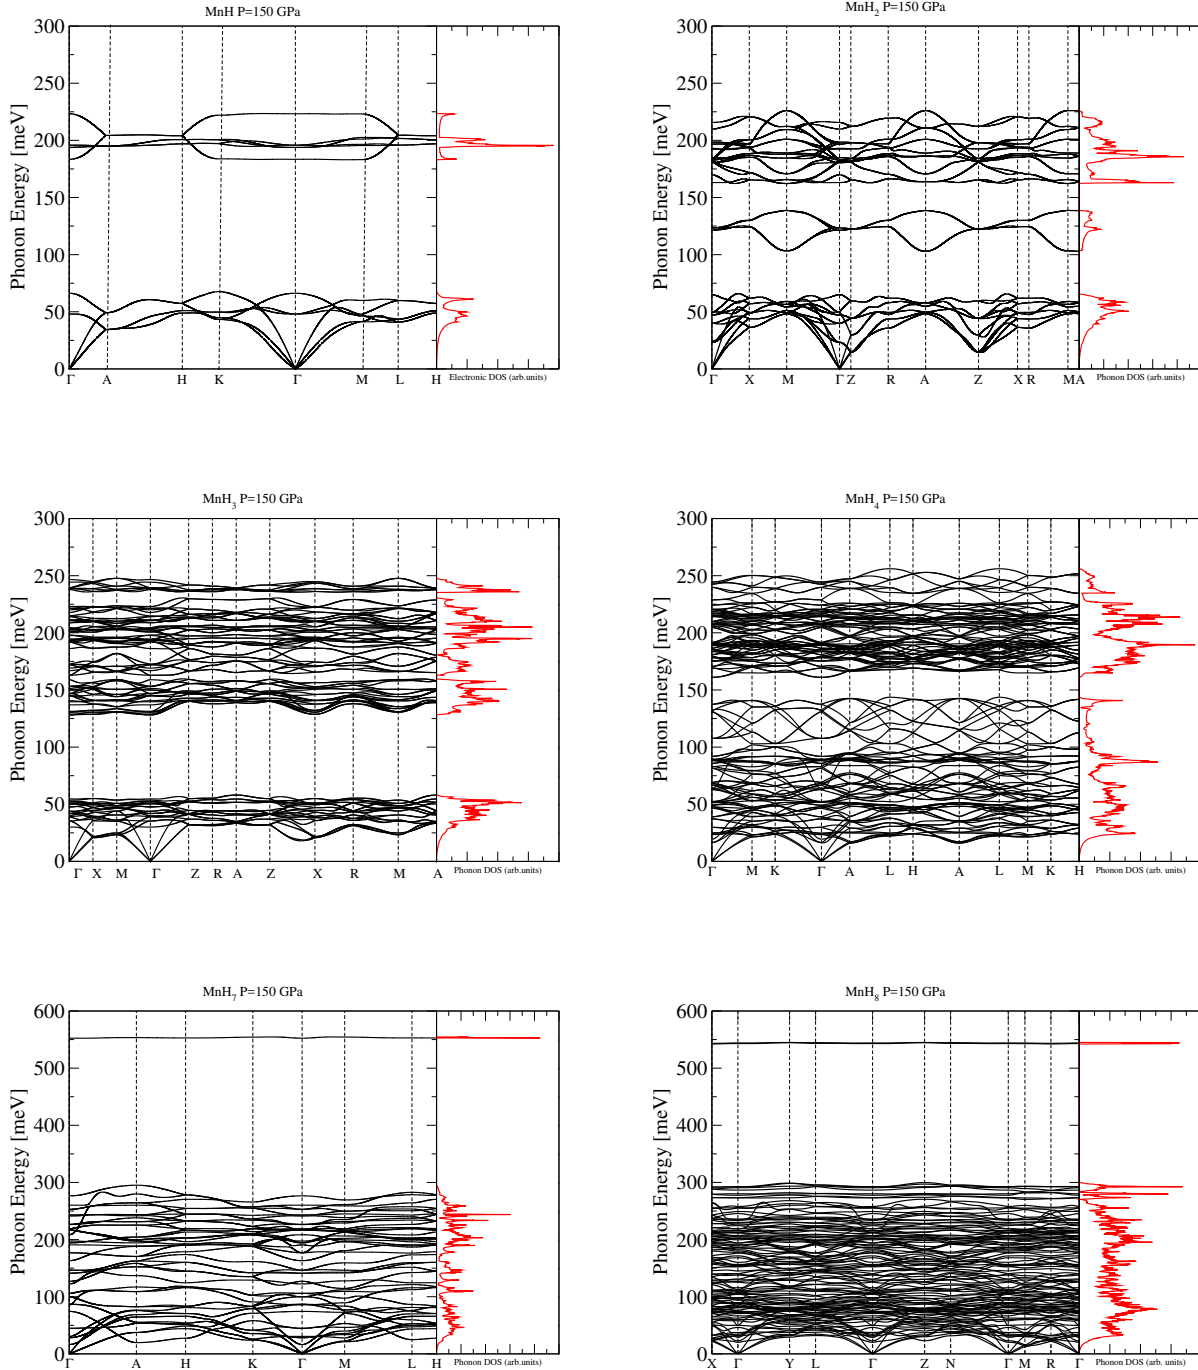 MnH P=150 GPa
300
250
200
150
100
50
0
Phonon Energy [meV]
Γ A H K Γ M L H
Electronic DOS (arb.units)
MnH₂ P=150 GPa
300
250
200
150
100
50
0
Phonon Energy [meV]
Γ X M Γ Z R A Z X R M A
Phonon DOS (arb.units)
MnH₃ P=150 GPa
300
250
200
150
100
50
0
Phonon Energy [meV]
Γ X M Γ Z R A Z X R M A
Phonon DOS (arb.units)
MnH₄ P=150 GPa
300
250
200
150
100
50
0
Phonon Energy [meV]
Γ M K Γ A L H A L M K H
Phonon DOS (arb. units)
MnH₇ P=150 GPa
600
500
400
300
200
100
0
Phonon Energy [meV]
Γ A H K Γ M L H
Phonon DOS (arb.units)
MnH₈ P=150 GPa
600
500
400
300
200
100
0
Phonon Energy [meV]
X Γ Y L Γ Z N Γ M R Γ
Phonon DOS (arb.units)